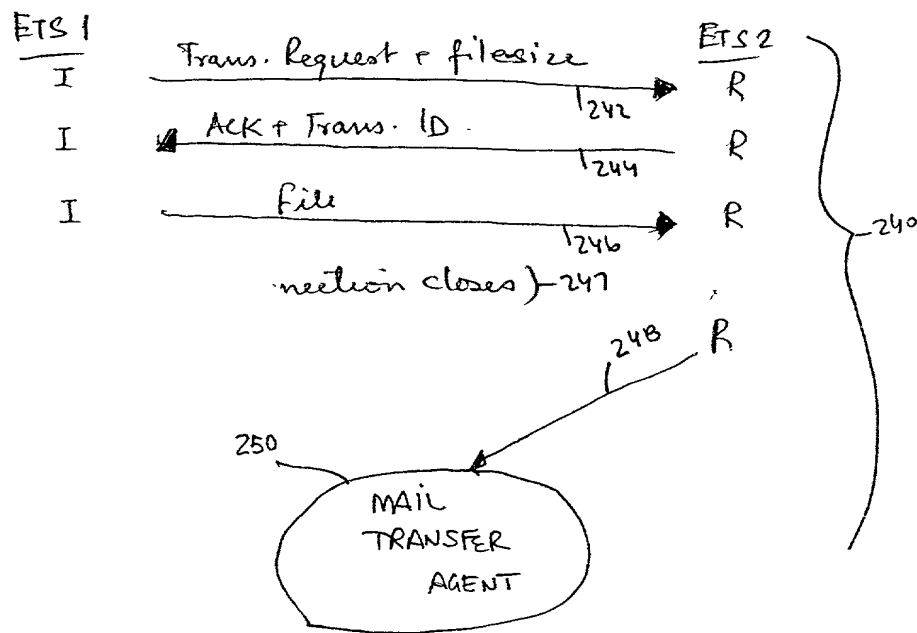 ETS 1
ETS 2
Trans. Request + filesize
I
R
242
ACK + Trans. ID.
I
R
244
File
I
R
246
240
nection closes) 247
R
248
250
MAIL
TRANSFER
AGENT